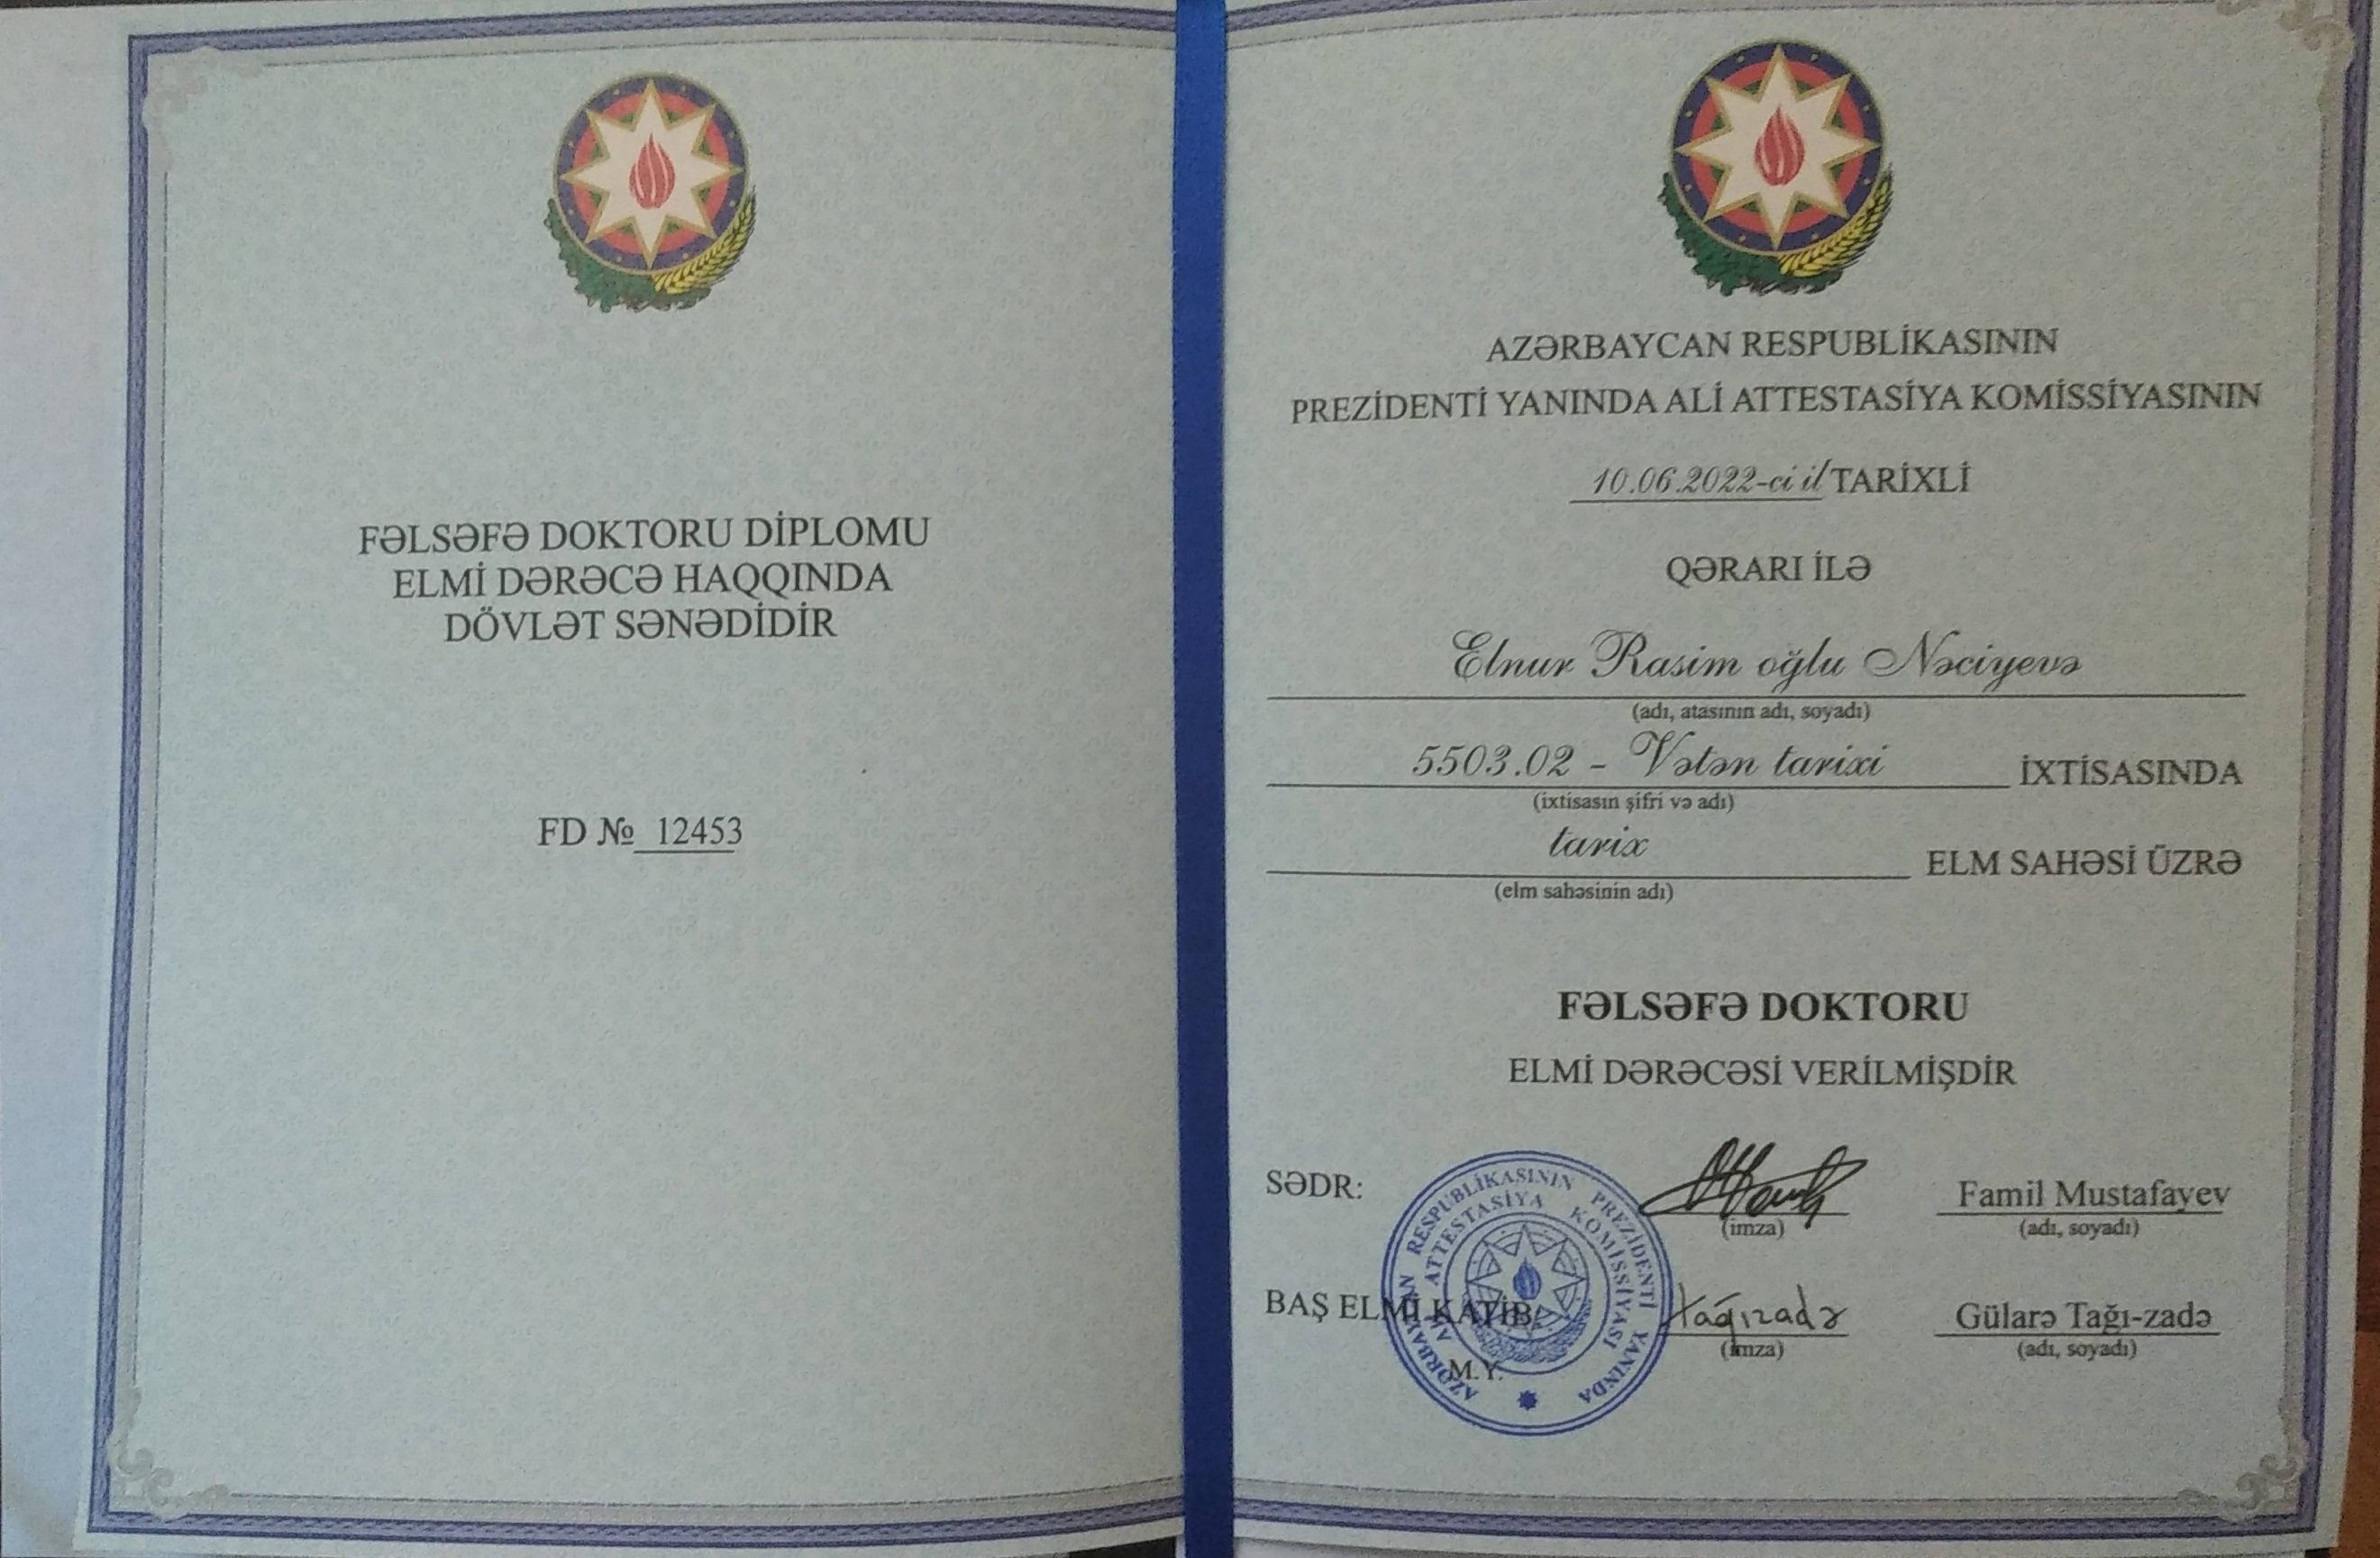 FƏLSƏFƏ DOKTORU DİPLOMU
ELMİ DƏRƏCƏ HAQQINDA
DÖVLƏT SƏNƏDİDİR
FD № 12453
AZƏRBAYCAN RESPUBLİKASININ
PREZİDENTİ YANINDA ALİ ATTESTASİYA KOMİSSİYASININ
10.06.2022-ci il TARİXLİ
QƏRARI İLƏ
Elnur Rasim oğlu Nəciyevə
(adı, atasının adı, soyadı)
5503.02 - Vətən tarixi İXTİSASINDA
(ixtisasın şifri və adı)
tarix ELM SAHƏSİ ÜZRƏ
(elm sahəsinin adı)
FƏLSƏFƏ DOKTORU
ELMİ DƏRƏCƏSİ VERİLMİŞDİR
SƏDR: Famil Mustafayev
(imza) (adı, soyadı)
BAŞ ELMİ KATİB: Tağızadə Gülarə Tağı-zadə
(imza) (adı, soyadı)
M.Y.
AZƏRBAYCAN RESPUBLİKASININ PREZİDENTİ YANINDA
ALİ ATTESTASİYA KOMİSSİYASI